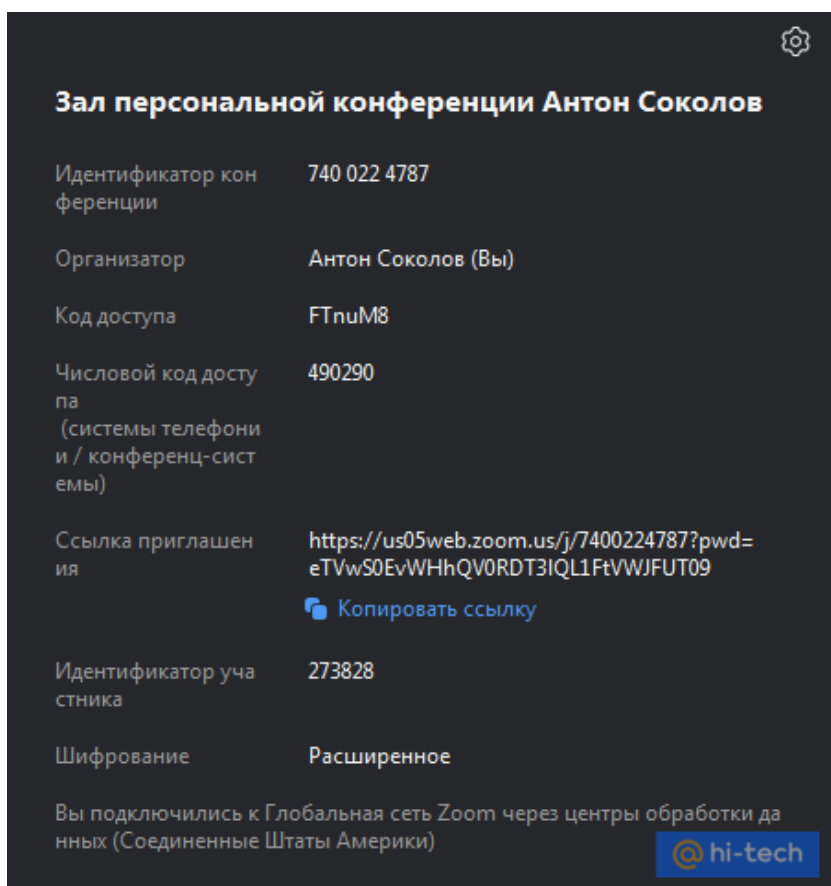 Зал персональной конференции Антон Соколов
Идентификатор кон
ференции
740 022 4787
Организатор
Антон Соколов (Вы)
Код доступа
FTnuM8
Числовой код досту
па
(системы телефони
и / конференц-сист
емы)
490290
Ссылка приглашен
ия
https://us05web.zoom.us/j/7400224787?pwd=
eTVwS0EvWHhQV0RDT3lQL1FtVWJFUT09
Копировать ссылку
Идентификатор уча
стника
273828
Шифрование
Расширенное
Вы подключились к Глобальная сеть Zoom через центры обработки да
нных (Соединенные Штаты Америки)
@ hi-tech